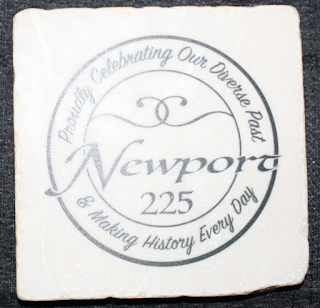 Proudly Celebrating Our Diverse Past
Newport
225
& Making History Every Day